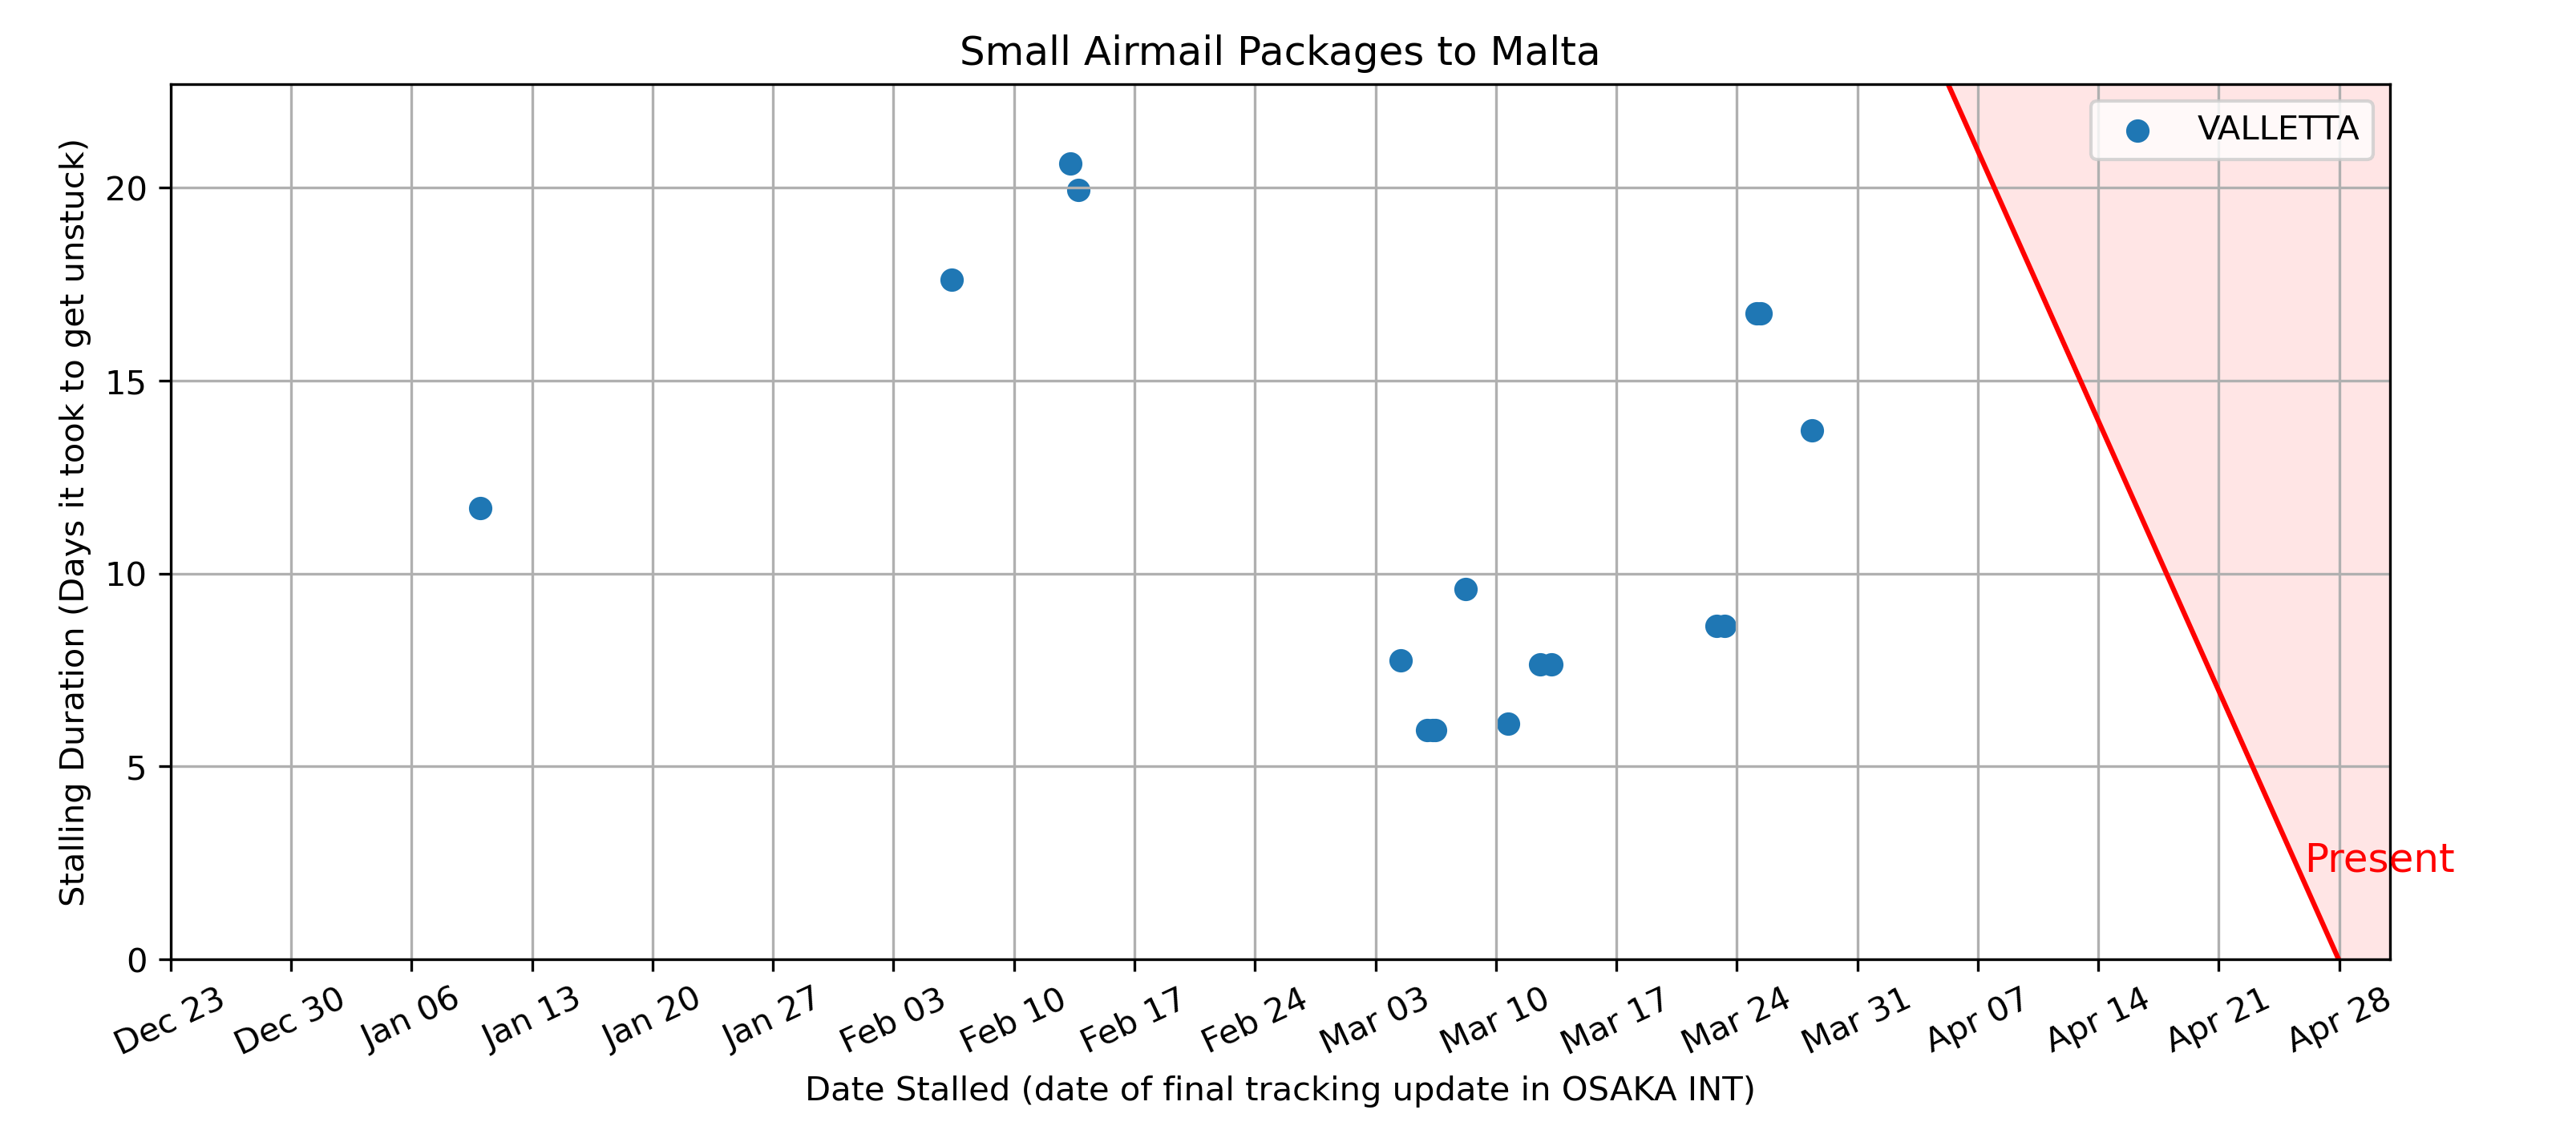 Small Airmail Packages to Malta
VALLETTA
Stalling Duration (Days it took to get unstuck)
20
15
10
5
0
Present
Dec 23
Dec 30
Jan 06
Jan 13
Jan 20
Jan 27
Feb 03
Feb 10
Feb 17
Feb 24
Mar 03
Mar 10
Mar 17
Mar 24
Mar 31
Apr 07
Apr 14
Apr 21
Apr 28
Date Stalled (date of final tracking update in OSAKA INT)